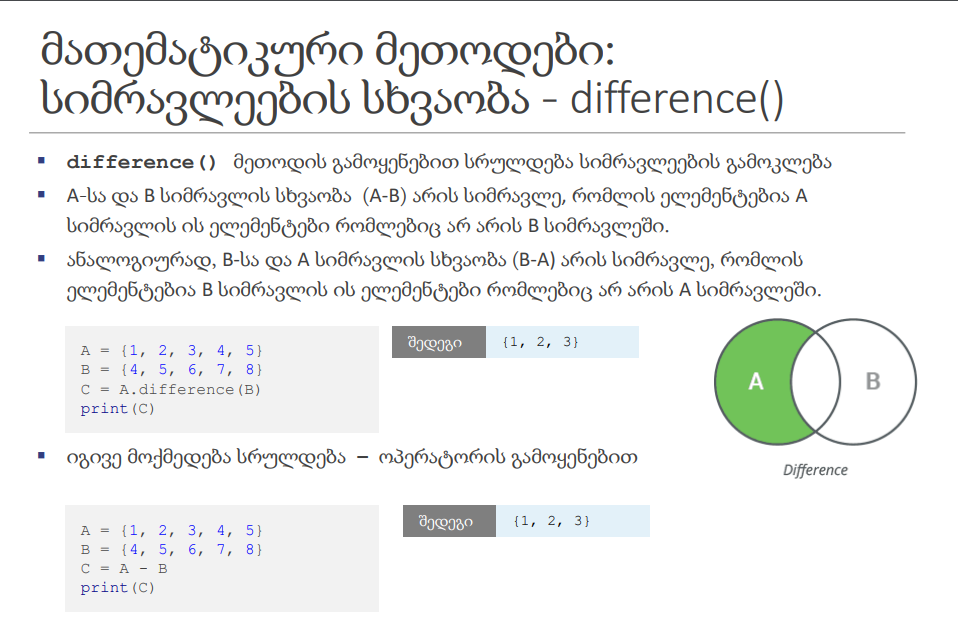 მათემატიკური მეთოდები:
სიმრავლეების სხვაობა - difference()
▪ difference() მეთოდის გამოყენებით სრულდება სიმრავლეების გამოკლება
▪ A-სა და B სიმრავლის სხვაობა (A-B) არის სიმრავლე, რომლის ელემენტებია A
სიმრავლის ის ელემენტები რომლებიც არ არის B სიმრავლეში.
▪ ანალოგიურად, B-სა და A სიმრავლის სხვაობა (B-A) არის სიმრავლე, რომლის
ელემენტებია B სიმრავლის ის ელემენტები რომლებიც არ არის A სიმრავლეში.
A = {1, 2, 3, 4, 5}
B = {4, 5, 6, 7, 8}
C = A.difference(B)
print(C)
შედეგი {1, 2, 3}
A B
Difference
▪ იგივე მოქმედება სრულდება – ოპერატორის გამოყენებით
A = {1, 2, 3, 4, 5}
B = {4, 5, 6, 7, 8}
C = A - B
print(C)
შედეგი {1, 2, 3}